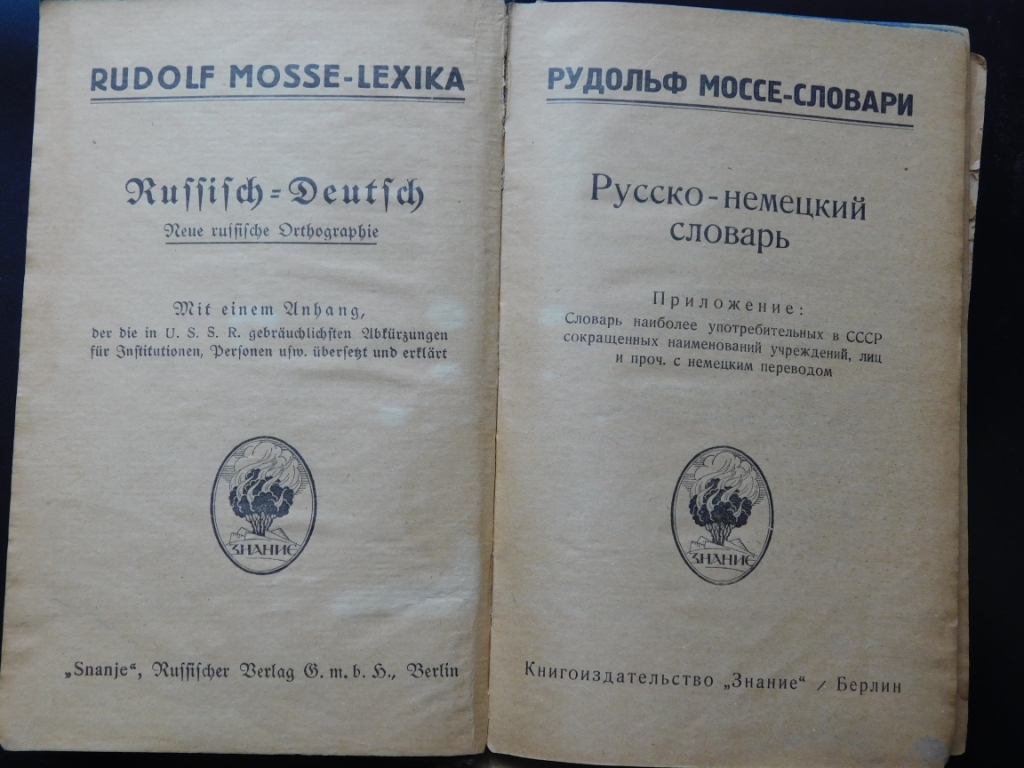 RUDOLF MOSSE-LEXIKA
Russisch-Deutsch
Neue russische Orthographie
Mit einem Anhang,
der die in U. S. S. R. gebräuchlichsten Abkürzungen
für Institutionen, Personen usw. übersetzt und erklärt
ЗНАНИЕ
„Snanje“, Russischer Verlag G. m. b. H., Berlin
РУДОЛЬФ МОССЕ-СЛОВАРИ
Русско-немецкий
словарь
Приложение:
Словарь наиболее употребительных в СССР
сокращенных наименований учреждений, лиц
и проч. с немецким переводом
ЗНАНИЕ
Книгоиздательство „Знание“ / Берлин